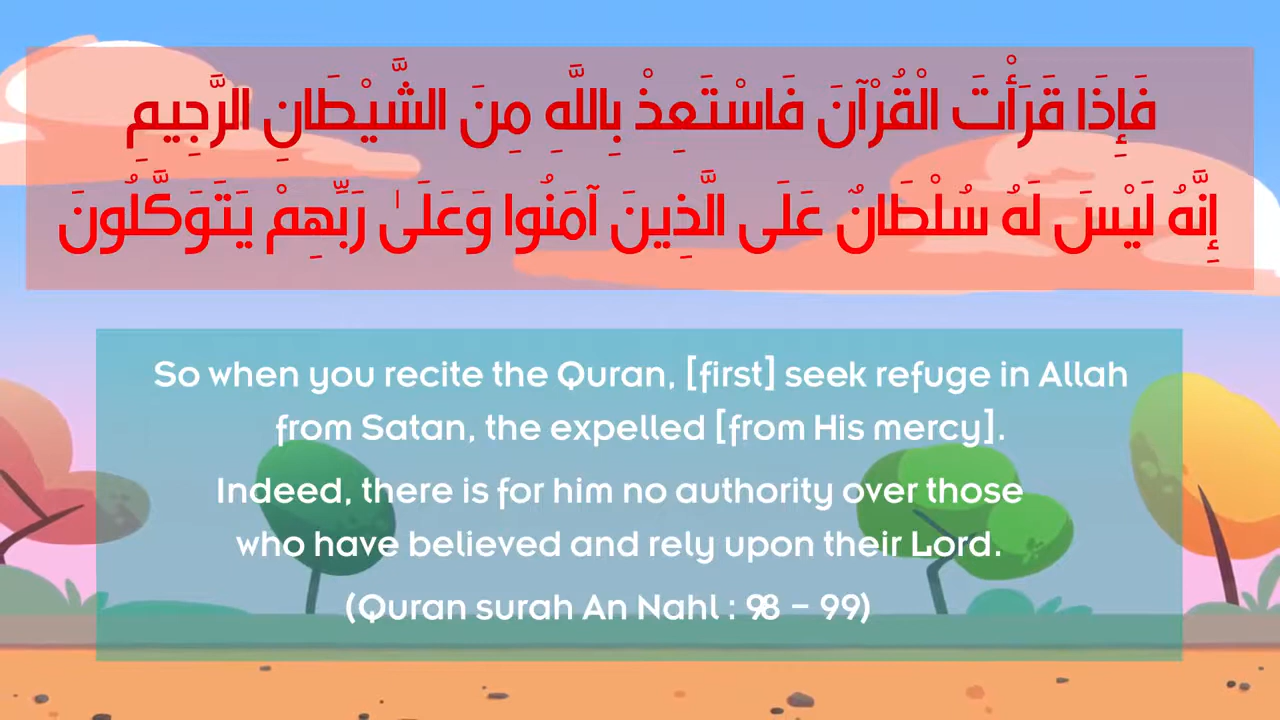 فَإِذَا قَرَأْتَ الْقُرْآنَ فَاسْتَعِذْ بِاللَّهِ مِنَ الشَّيْطَانِ الرَّجِيمِ
إِنَّهُ لَيْسَ لَهُ سُلْطَانٌ عَلَى الَّذِينَ آمَنُوا وَعَلَىٰ رَبِّهِمْ يَتَوَكَّلُونَ
So when you recite the Quran, [first] seek refuge in Allah
from Satan, the expelled [from His mercy].
Indeed, there is for him no authority over those
who have believed and rely upon their Lord.
(Quran surah An Nahl : 98 – 99)